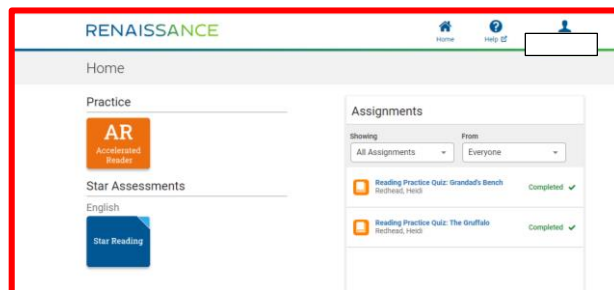 RENAISSANCE
Home
Help
Home
Practice
AR
Accelerated
Reader
Star Assessments
English
Star Reading
Assignments
Showing
From
All Assignments
Everyone
Reading Practice Quiz: Grandad's Bench
Redhead, Heidi
Completed
Reading Practice Quiz: The Gruffalo
Redhead, Heidi
Completed